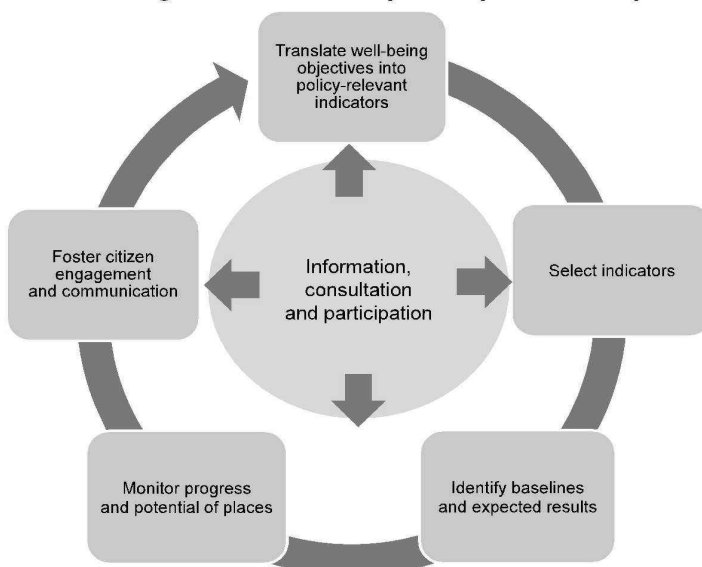 Translate well-being
objectives into
policy-relevant
indicators
Foster citizen
engagement
and communication
Information,
consultation
and participation
Select indicators
Monitor progress
and potential of places
Identify baselines
and expected results